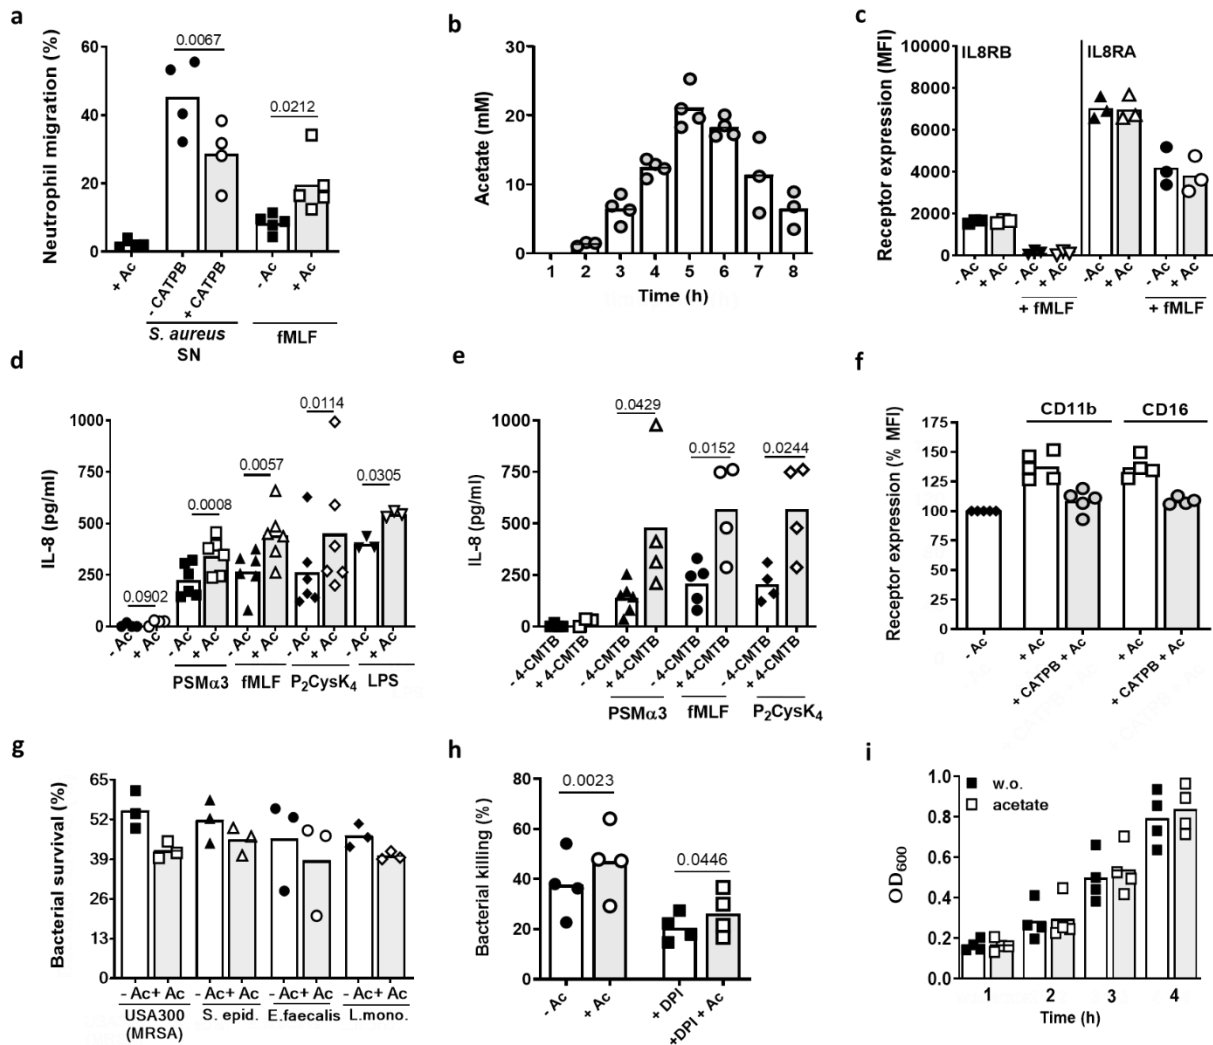 a
Neutrophil migration (%)
60
40
20
0
0.0067
0.0212
+ Ac
- CATPB
+ CATPB
- Ac
+ Ac
S. aureus
SN
fMLF
b
Acetate (mM)
30
20
10
0
1 2 3 4 5 6 7 8
Time (h)
c
Receptor expression (MFI)
10000
8000
6000
4000
2000
0
IL8RB
IL8RA
- Ac
+ Ac
- Ac
+ Ac
- Ac
+ Ac
- Ac
+ Ac
+ fMLF
+ fMLF
d
IL-8 (pg/ml)
1000
750
500
250
0
0.0902
0.0008
0.0057
0.0114
0.0305
- Ac
+ Ac
- Ac
+ Ac
- Ac
+ Ac
- Ac
+ Ac
- Ac
+ Ac
PSMα3
fMLF
P₂CysK₄
LPS
e
IL-8 (pg/ml)
1000
750
500
250
0
0.0429
0.0152
0.0244
- 4-CMTB
+ 4-CMTB
- 4-CMTB
+ 4-CMTB
- 4-CMTB
+ 4-CMTB
- 4-CMTB
+ 4-CMTB
PSMα3
fMLF
P₂CysK₄
f
Receptor expression (% MFI)
175
150
125
100
75
50
25
0
CD11b
CD16
- Ac
+ Ac
+ CATPB + Ac
+ Ac
+ CATPB + Ac
g
Bacterial survival (%)
65
52
39
26
13
0
- Ac + Ac
- Ac + Ac
- Ac + Ac
- Ac + Ac
USA300
(MRSA)
S. epid.
E.faecalis
L.mono.
h
Bacterial killing (%)
80
60
40
20
0
0.0023
0.0446
- Ac
+ Ac
+ DPI
+DPI + Ac
i
OD₆₀₀
1.0
0.8
0.6
0.4
0.2
0.0
w.o.
acetate
1 2 3 4
Time (h)